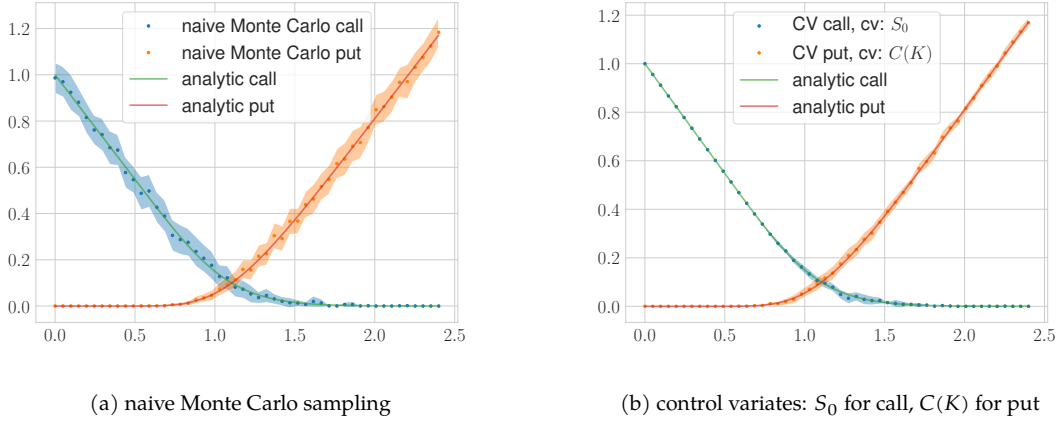 naive Monte Carlo call
naive Monte Carlo put
analytic call
analytic put
1.2
1.0
0.8
0.6
0.4
0.2
0.0
0.0 0.5 1.0 1.5 2.0 2.5
(a) naive Monte Carlo sampling
CV call, cv: S₀
CV put, cv: C(K)
analytic call
analytic put
1.2
1.0
0.8
0.6
0.4
0.2
0.0
0.0 0.5 1.0 1.5 2.0 2.5
(b) control variates: S₀ for call, C(K) for put